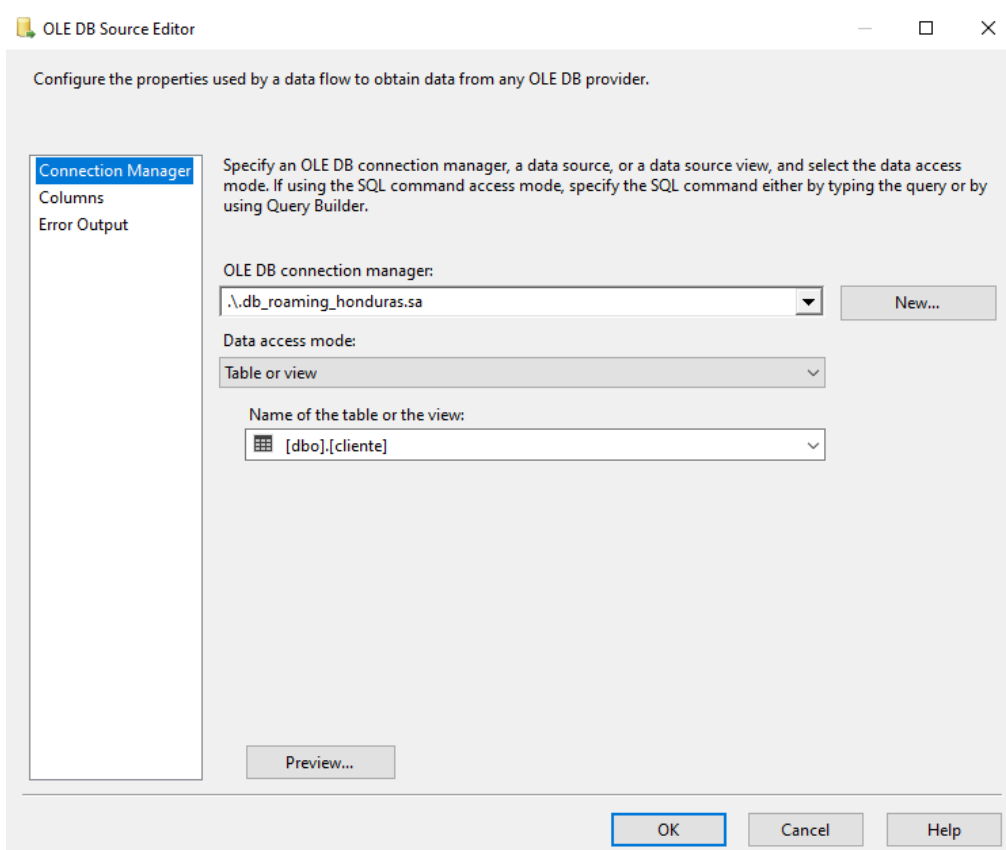 OLE DB Source Editor
Configure the properties used by a data flow to obtain data from any OLE DB provider.
Connection Manager
Columns
Error Output
Specify an OLE DB connection manager, a data source, or a data source view, and select the data access
mode. If using the SQL command access mode, specify the SQL command either by typing the query or by
using Query Builder.
OLE DB connection manager:
.\.db_roaming_honduras.sa
New...
Data access mode:
Table or view
Name of the table or the view:
[dbo].[cliente]
Preview...
OK
Cancel
Help